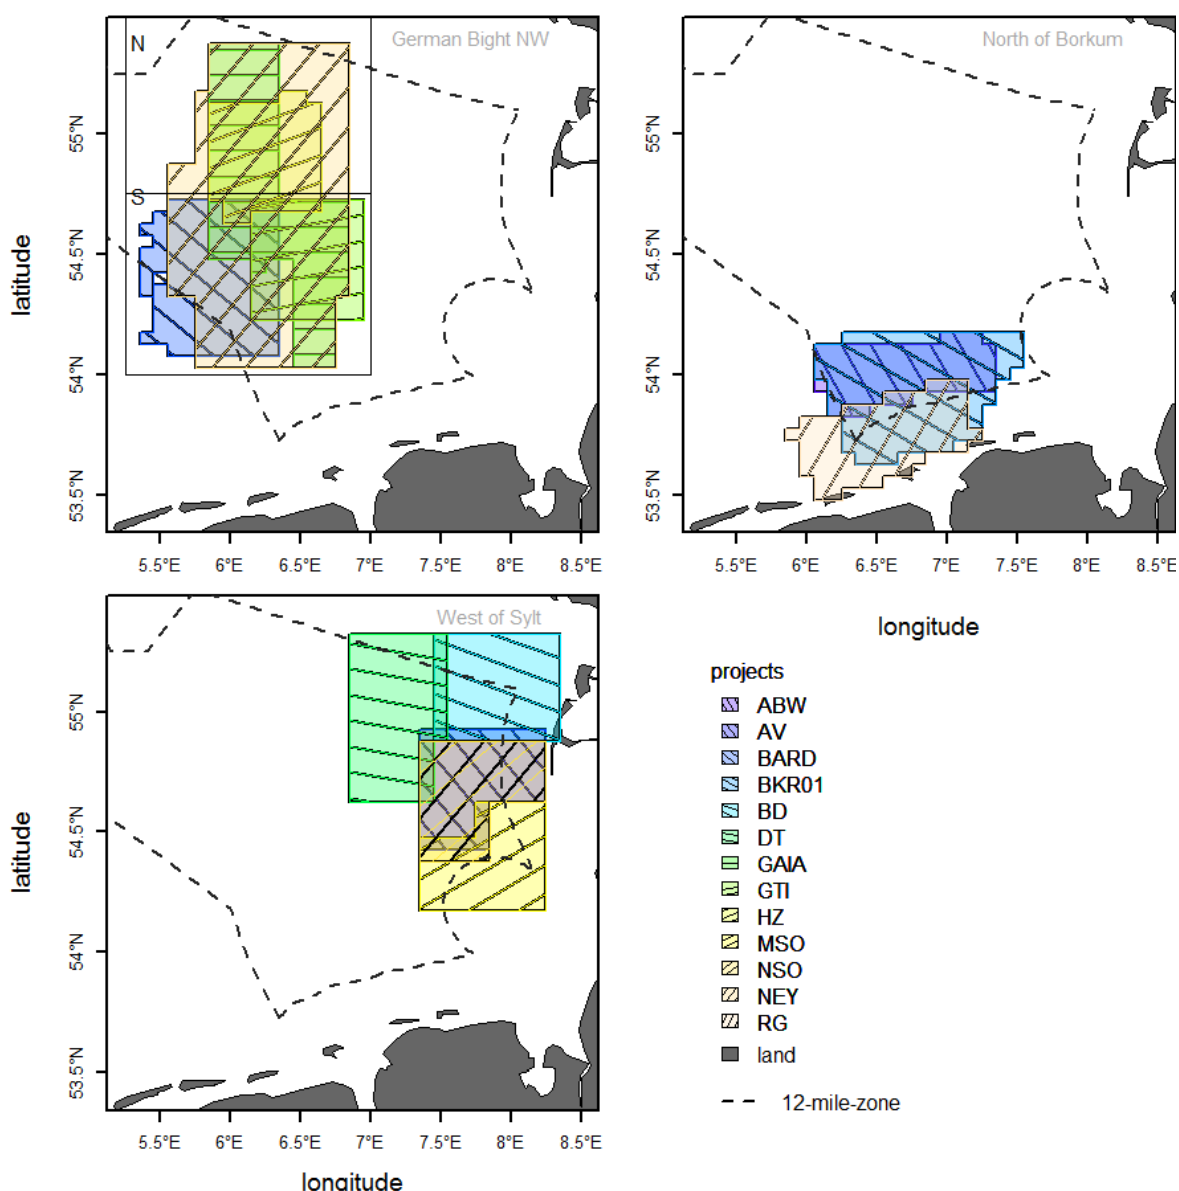 German Bight NW
N
S
55°N
54.5°N
54°N
53.5°N
latitude
5.5°E 6°E 6.5°E 7°E 7.5°E 8°E 8.5°E
North of Borkum
55°N
54.5°N
54°N
53.5°N
5.5°E 6°E 6.5°E 7°E 7.5°E 8°E 8.5°E
longitude
West of Sylt
55°N
54.5°N
54°N
53.5°N
latitude
5.5°E 6°E 6.5°E 7°E 7.5°E 8°E 8.5°E
longitude
projects
ABW
AV
BARD
BKR01
BD
DT
GAIA
GTI
HZ
MSO
NSO
NEY
RG
land
12-mile-zone